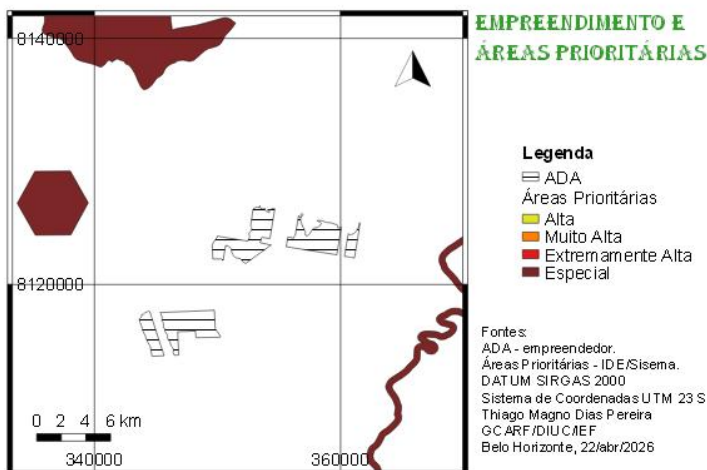 EMPREENDIMENTO E
ÁREAS PRIORITÁRIAS
8140000
8120000
340000
360000
0 2 4 6 km
Legenda
ADA
Áreas Prioritárias
Alta
Muito Alta
Extremamente Alta
Especial
Fontes:
ADA - empreendedor.
Áreas Prioritárias - IDE/Sisema.
DATUM SIRGAS 2000
Sistema de Coordenadas UTM 23 S
Thiago Magno Dias Pereira
GCARF/DIUC/IEF
Belo Horizonte, 22/abr/2026